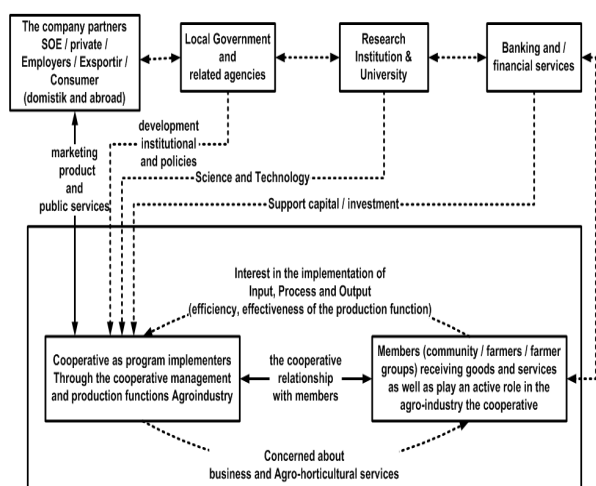 The company partners
SOE / private /
Employers / Exsportir /
Consumer
(domistik and abroad)
Local Government
and
related agencies
Research
Institution &
University
Banking and /
financial services
development
institutional
and policies
marketing
product
and
public services
Science and Technology
Support capital / investment
Interest in the implementation of
Input, Process and Output
(efficiency, effectiveness of the production function)
Cooperative as program implementers
Through the cooperative management
and production functions Agroindustry
the cooperative
relationship
with members
Members (community / farmers / farmer
groups) receiving goods and services
as well as play an active role in the
agro-industry the cooperative
Concerned about
business and Agro-horticultural services